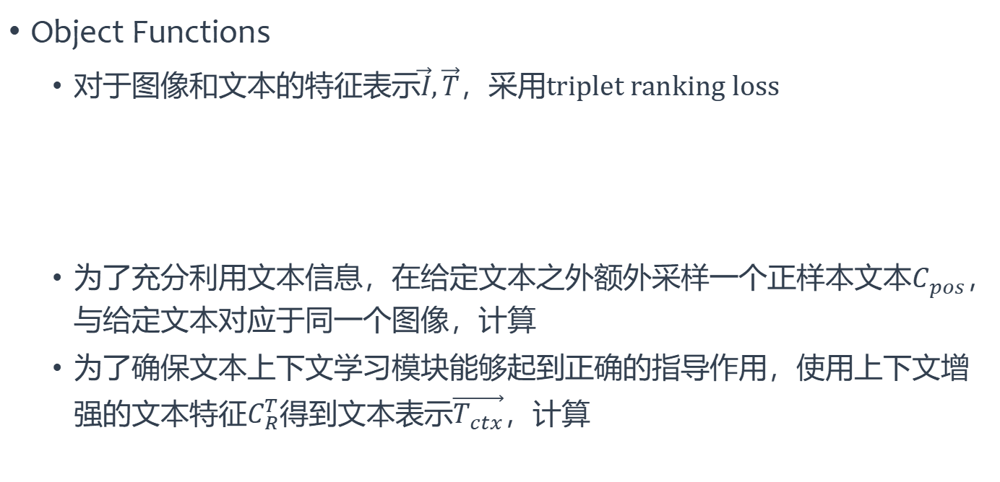 • Object Functions
• 对于图像和文本的特征表示$\vec{I}, \vec{T}$，采用triplet ranking loss
• 为了充分利用文本信息，在给定文本之外额外采样一个正样本文本$C_{pos}$，
与给定文本对应于同一个图像，计算
• 为了确保文本上下文学习模块能够起到正确的指导作用，使用上下文增
强的文本特征$C_R^T$得到文本表示$\overrightarrow{T_{ctx}}$，计算